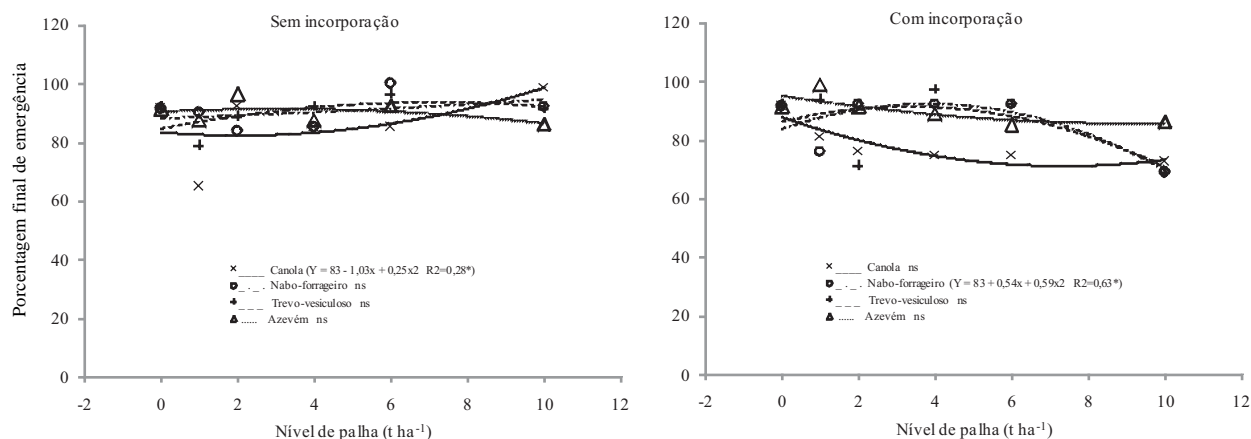 Sem incorporação
Porcentagem final de emergência
120
100
80
60
40
20
0
Canola (Y = 83 - 1,03x + 0,25x2 R2=0,28*)
Nabo-forrageiro ns
Trevo-vesiculoso ns
Azevém ns
-2 0 2 4 6 8 10 12
Nível de palha (t ha⁻¹)
Com incorporação
120
100
80
60
40
20
0
Canola ns
Nabo-forrageiro (Y = 83 + 0,54x + 0,59x2 R2=0,63*)
Trevo-vesiculoso ns
Azevém ns
-2 0 2 4 6 8 10 12
Nível de palha (t ha⁻¹)